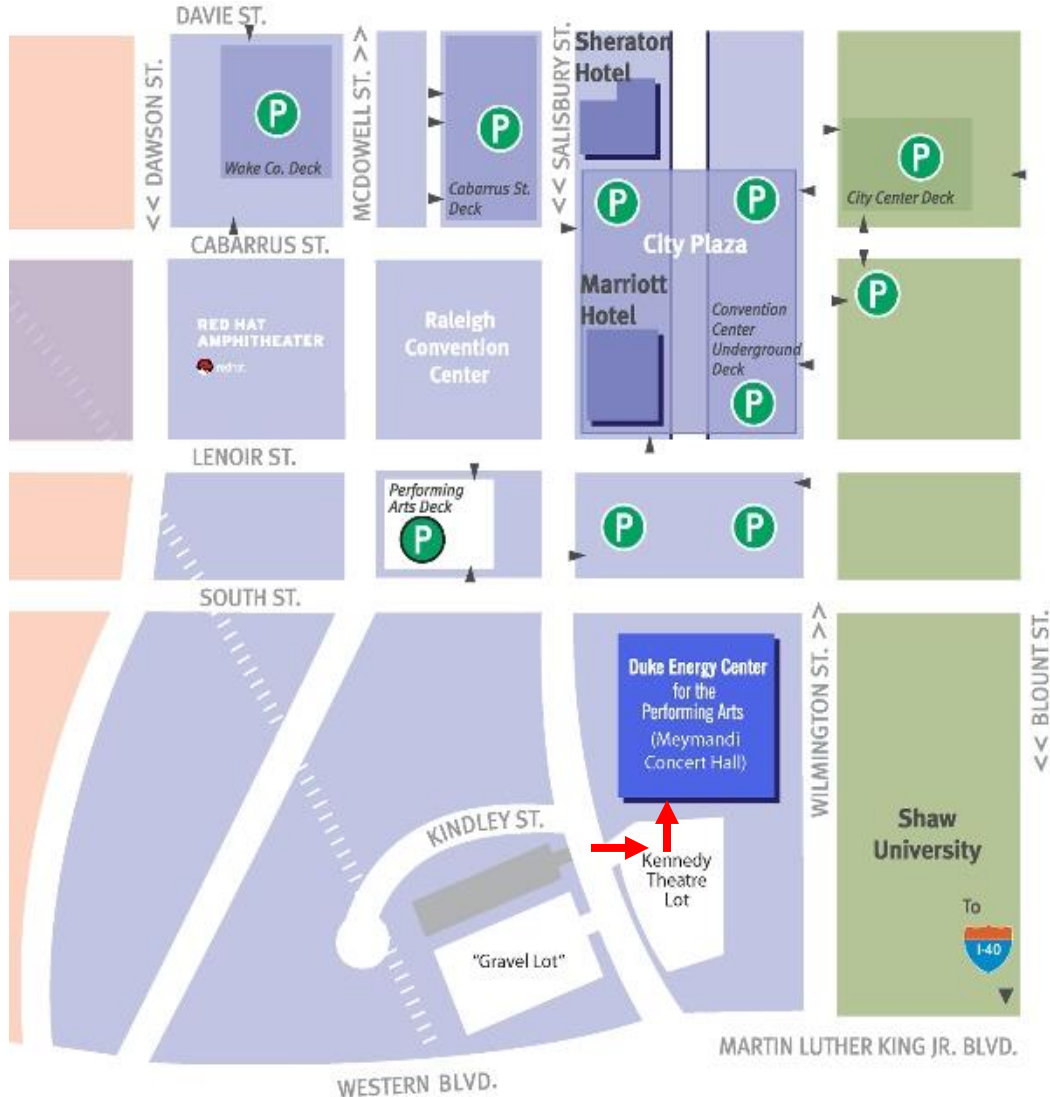 DAVIE ST.
<< DAWSON ST.
MCDOWELL ST. >>
<< SALISBURY ST.
Sheraton
Hotel
P
Wake Co. Deck
P
Cabarrus St.
Deck
P
City Center Deck
P
P
City Plaza
CABARRUS ST.
P
RED HAT
AMPHITHEATER
redhat
Raleigh
Convention
Center
Marriott
Hotel
Convention
Center
Underground
Deck
P
LENOIR ST.
Performing
Arts Deck
P
P
P
SOUTH ST.
WILMINGTON ST. >>
<< BLOUNT ST.
Duke Energy Center
for the
Performing Arts
(Meymandi
Concert Hall)
KINDLEY ST.
Kennedy
Theatre
Lot
Shaw
University
"Gravel Lot"
To
I-40
MARTIN LUTHER KING JR. BLVD.
WESTERN BLVD.